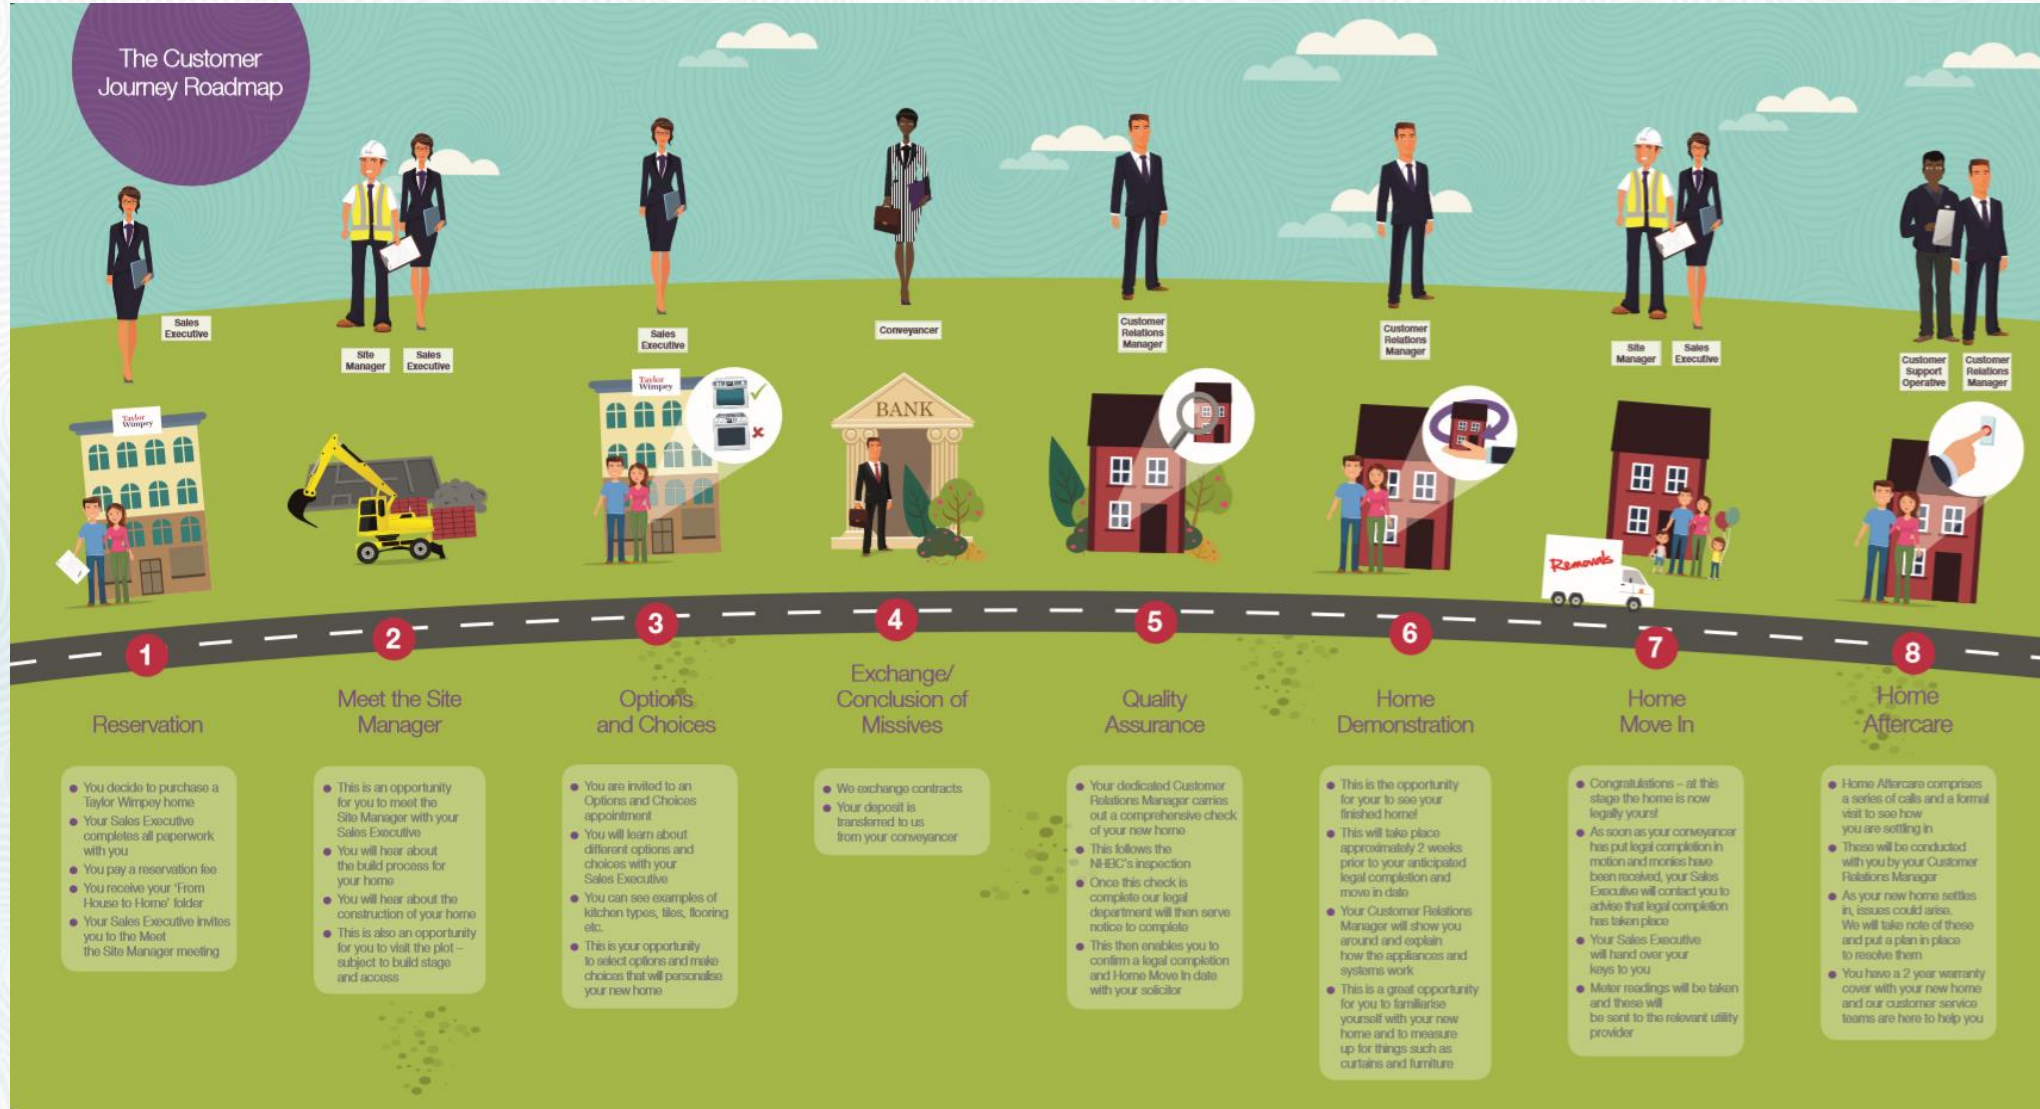 The Customer
Journey Roadmap
Sales
Executive
Site
Manager
Sales
Executive
Sales
Executive
Conveyancer
Customer
Relations
Manager
Customer
Relations
Manager
Site
Manager
Sales
Executive
Customer
Support
Operative
Customer
Relations
Manager
Taylor
Wimpey
Taylor
Wimpey
BANK
Removals
1
2
3
4
5
6
7
8
Reservation
● You decide to purchase a
Taylor Wimpey home
● Your Sales Executive
completes all paperwork
with you
● You pay a reservation fee
● You receive your 'From
House to Home' folder
● Your Sales Executive invites
you to the Meet
the Site Manager meeting
Meet the Site
Manager
● This is an opportunity
for you to meet the
Site Manager with your
Sales Executive
● You will hear about
the build process for
your home
● You will hear about the
construction of your home
● This is also an opportunity
for you to visit the plot –
subject to build stage
and access
Options
and Choices
● You are invited to an
Options and Choices
appointment
● You will learn about
different options and
choices with your
Sales Executive
● You can see examples of
kitchen types, tiles, flooring
etc.
● This is your opportunity
to select options and make
choices that will personalise
your new home
Exchange/
Conclusion of
Missives
● We exchange contracts
● Your deposit is
transferred to us
from your conveyancer
Quality
Assurance
● Your dedicated Customer
Relations Manager carries
out a comprehensive check
of your new home
● This follows the
NHBC's inspection
● Once this check is
complete our legal
department will then serve
notice to complete
● This then enables you to
confirm a legal completion
and Home Move In date
with your solicitor
Home
Demonstration
● This is the opportunity
for your to see your
finished home!
● This will take place
approximately 2 weeks
prior to your anticipated
legal completion and
move in date
● Your Customer Relations
Manager will show you
around and explain
how the appliances and
systems work
● This is a great opportunity
for you to familiarise
yourself with your new
home and to measure
up for things such as
curtains and furniture
Home
Move In
● Congratulations – at this
stage the home is now
legally yours!
● As soon as your conveyancer
has put legal completion in
motion and monies have
been received, your Sales
Executive will contact you to
advise that legal completion
has taken place
● Your Sales Executive
will hand over your
keys to you
● Meter readings will be taken
and these will
be sent to the relevant utility
provider
Home
Aftercare
● Home Aftercare comprises
a series of calls and a formal
visit to see how
you are settling in
● These will be conducted
with you by your Customer
Relations Manager
● As your new home settles
in, issues could arise.
We will take note of these
and put a plan in place
to resolve them
● You have a 2 year warranty
cover with your new home
and our customer service
teams are here to help you